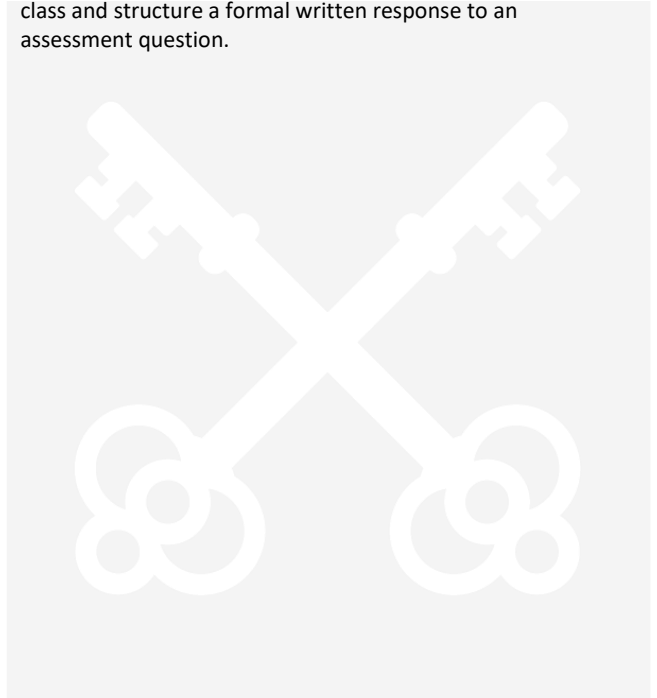 class and structure a formal written response to an
assessment question.